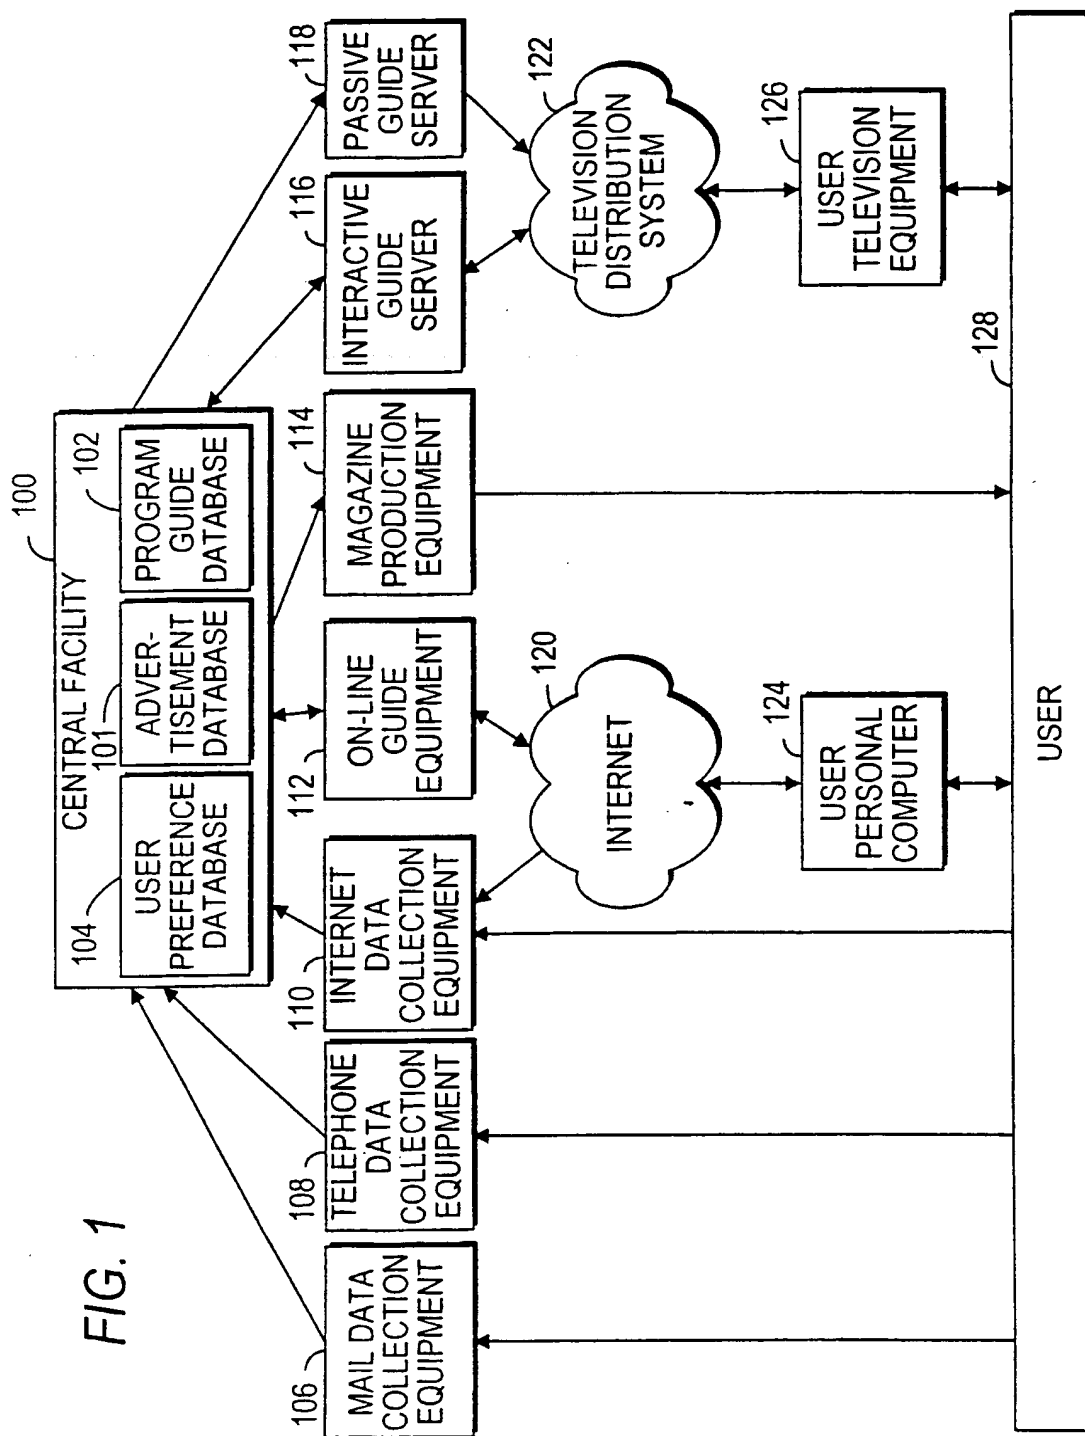 FIG. 1
100
CENTRAL FACILITY
104
USER
PREFERENCE
DATABASE
101
ADVER-
TISEMENT
DATABASE
102
PROGRAM
GUIDE
DATABASE
106
MAIL DATA
COLLECTION
EQUIPMENT
108
TELEPHONE
DATA
COLLECTION
EQUIPMENT
110
INTERNET
DATA
COLLECTION
EQUIPMENT
112
ON-LINE
GUIDE
EQUIPMENT
114
MAGAZINE
PRODUCTION
EQUIPMENT
116
INTERACTIVE
GUIDE
SERVER
118
PASSIVE
GUIDE
SERVER
120
INTERNET
122
TELEVISION
DISTRIBUTION
SYSTEM
124
USER
PERSONAL
COMPUTER
126
USER
TELEVISION
EQUIPMENT
128
USER